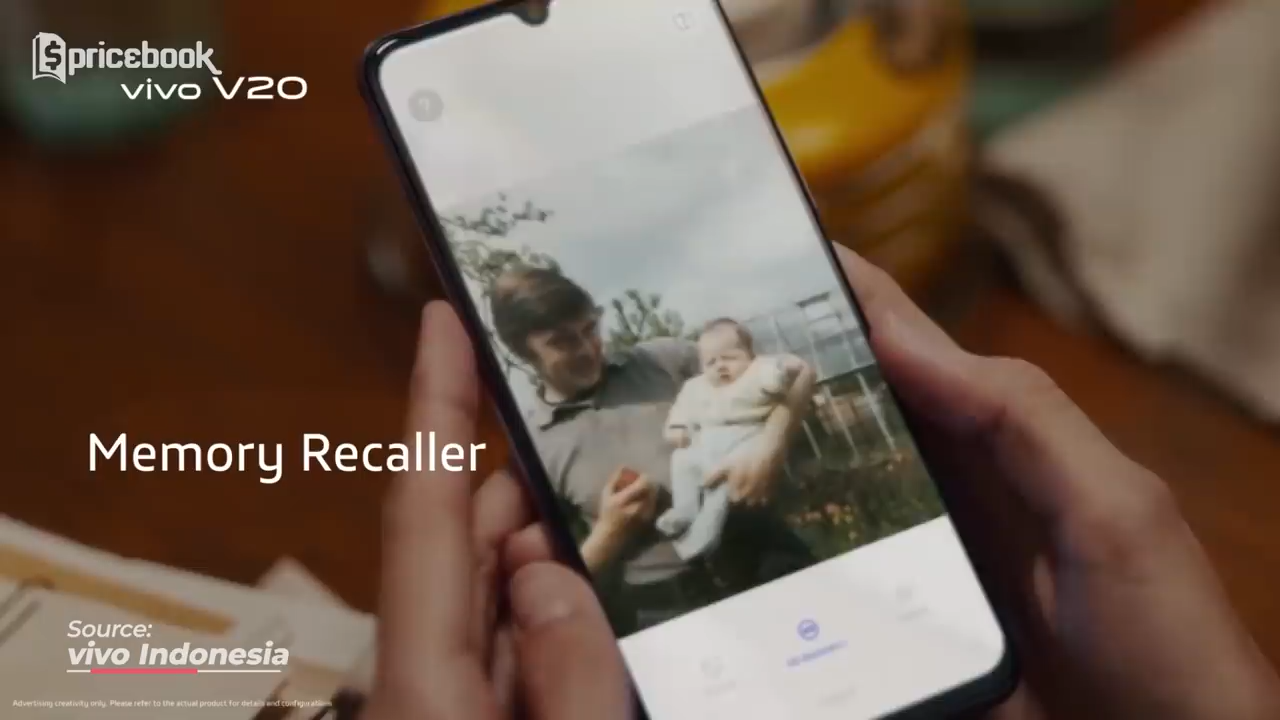 pricebook
vivo V20
Memory Recaller
Source:
vivo Indonesia
Advertising creativity only. Please refer to the actual product for details and configurations